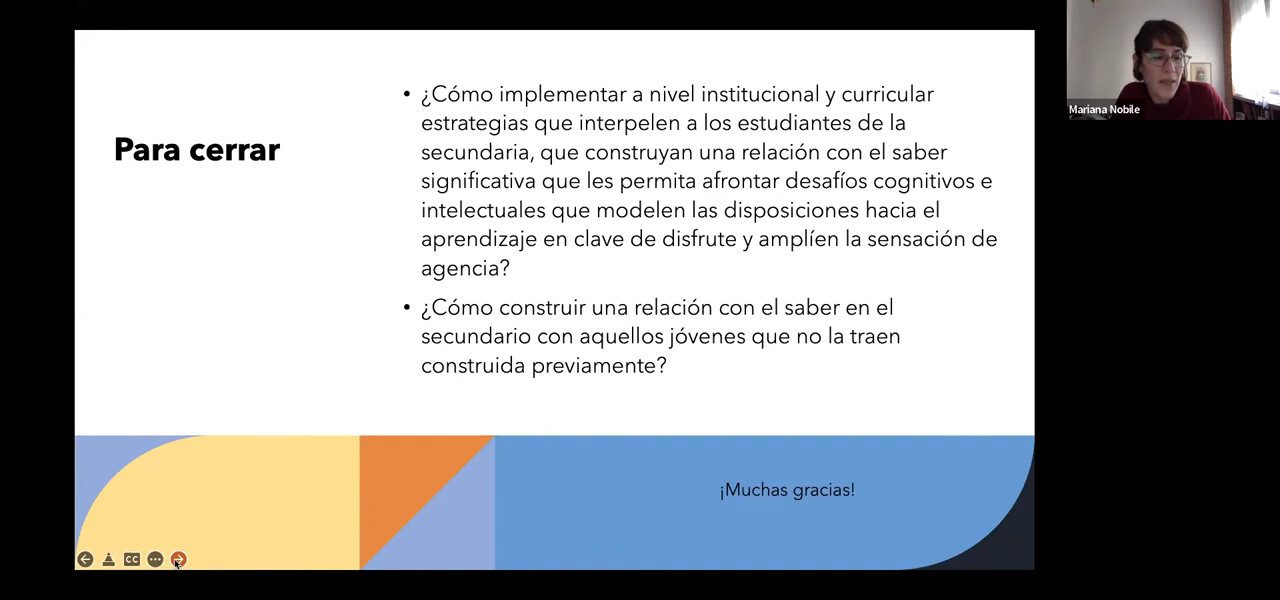 Para cerrar
• ¿Cómo implementar a nivel institucional y curricular
estrategias que interpelen a los estudiantes de la
secundaria, que construyan una relación con el saber
significativa que les permita afrontar desafíos cognitivos e
intelectuales que modelen las disposiciones hacia el
aprendizaje en clave de disfrute y amplíen la sensación de
agencia?
• ¿Cómo construir una relación con el saber en el
secundario con aquellos jóvenes que no la traen
construida previamente?
¡Muchas gracias!
CC
Mariana Nobile